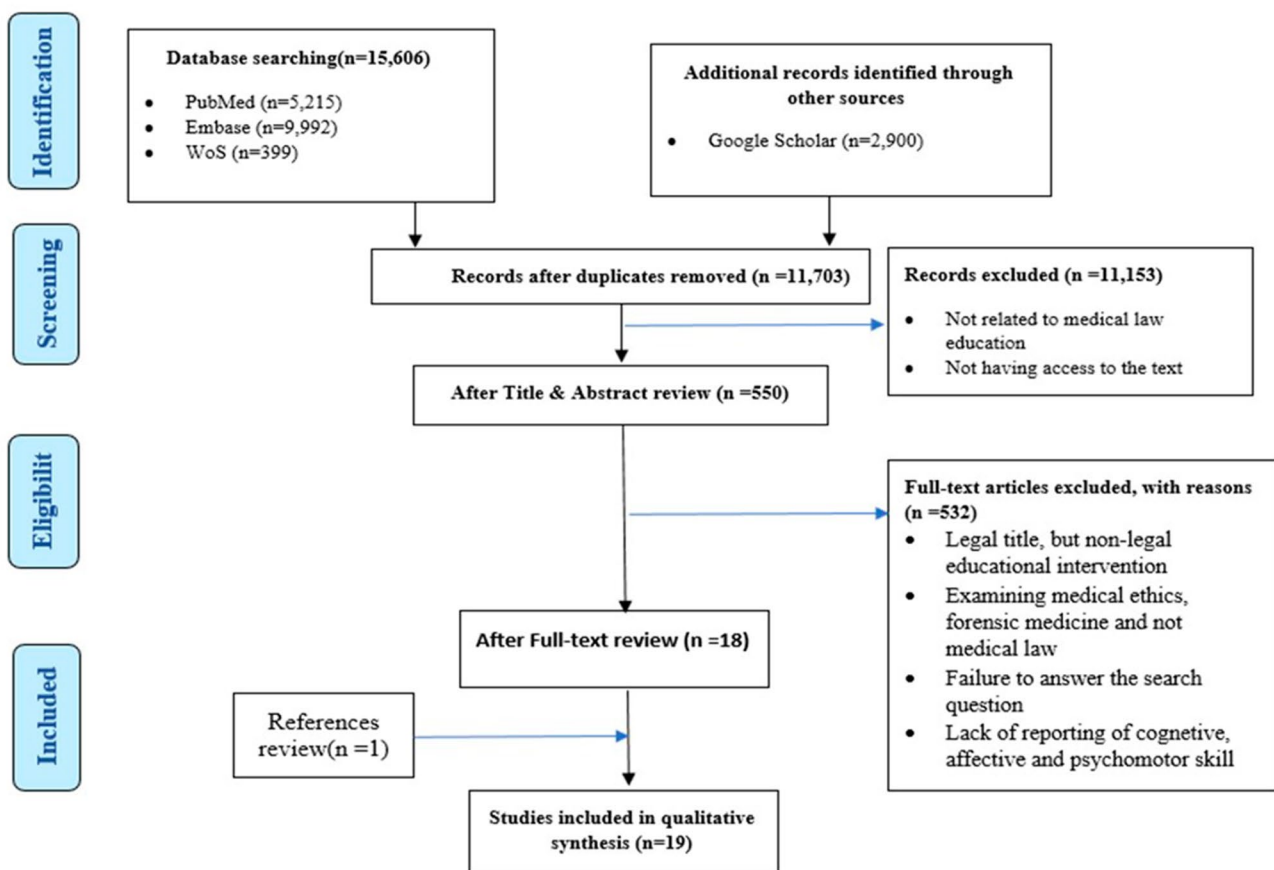 Identification
Database searching(n=15,606)
• PubMed (n=5,215)
• Embase (n=9,992)
• WoS (n=399)
Additional records identified through
other sources
• Google Scholar (n=2,900)
Screening
Records after duplicates removed (n =11,703)
Records excluded (n =11,153)
• Not related to medical law
education
• Not having access to the text
After Title & Abstract review (n =550)
Eligibilit
Full-text articles excluded, with reasons
(n =532)
• Legal title, but non-legal
educational intervention
• Examining medical ethics,
forensic medicine and not
medical law
• Failure to answer the search
question
• Lack of reporting of cognetive,
affective and psychomotor skill
After Full-text review (n =18)
Included
References
review(n =1)
Studies included in qualitative
synthesis (n=19)